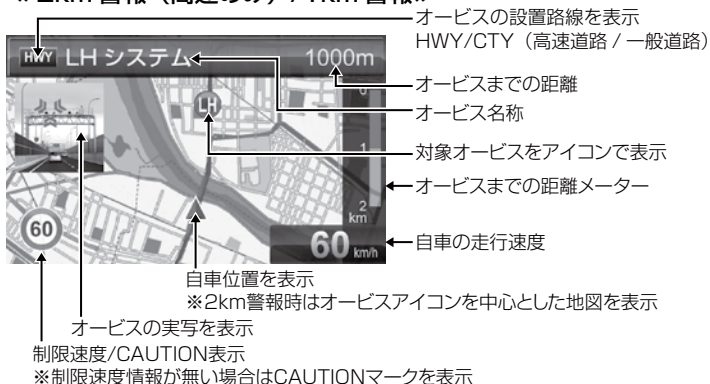 ※ 2km 警報（高速のみ）/ 1km 警報※
オービスの設置路線を表示
HWY/CTY（高速道路 / 一般道路）
HWY LH システム 1000m
オービスまでの距離
オービス名称
LH
0
対象オービスをアイコンで表示
1
オービスまでの距離メーター
2
km
60
60 km/h
自車の走行速度
自車位置を表示
※2km警報時はオービスアイコンを中心とした地図を表示
オービスの実写を表示
制限速度/CAUTION表示
※制限速度情報が無い場合はCAUTIONマークを表示